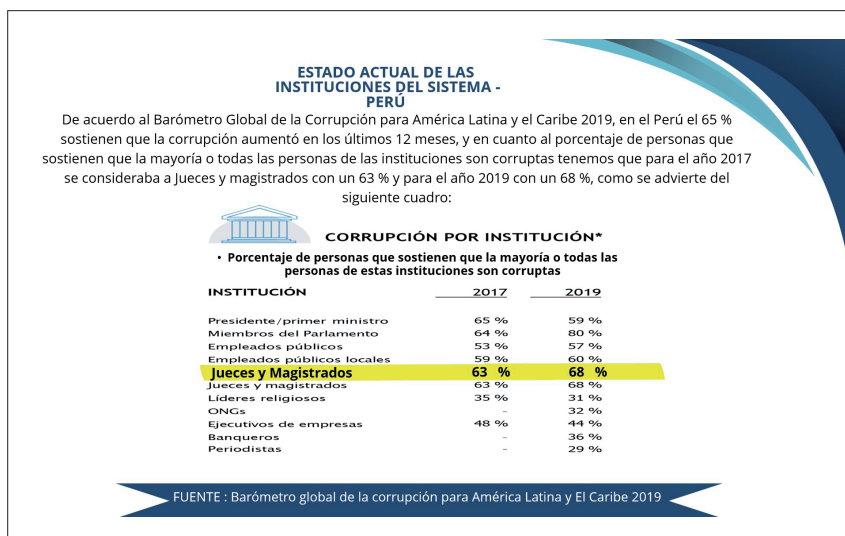 ESTADO ACTUAL DE LAS
INSTITUCIONES DEL SISTEMA -
PERÚ
De acuerdo al Barómetro Global de la Corrupción para América Latina y el Caribe 2019, en el Perú el 65 %
sostienen que la corrupción aumentó en los últimos 12 meses, y en cuanto al porcentaje de personas que
sostienen que la mayoría o todas las personas de las instituciones son corruptas tenemos que para el año 2017
se consideraba a Jueces y magistrados con un 63 % y para el año 2019 con un 68 %, como se advierte del
siguiente cuadro:
CORRUPCIÓN POR INSTITUCIÓN*
• Porcentaje de personas que sostienen que la mayoría o todas las
personas de estas instituciones son corruptas
INSTITUCIÓN 2017 2019
Presidente/primer ministro 65 % 59 %
Miembros del Parlamento 64 % 80 %
Empleados públicos 53 % 57 %
Empleados públicos locales 59 % 60 %
Jueces y Magistrados 63 % 68 %
Jueces y magistrados 63 % 68 %
Líderes religiosos 35 % 31 %
ONGs - 32 %
Ejecutivos de empresas 48 % 44 %
Banqueros - 36 %
Periodistas - 29 %
FUENTE : Barómetro global de la corrupción para América Latina y El Caribe 2019